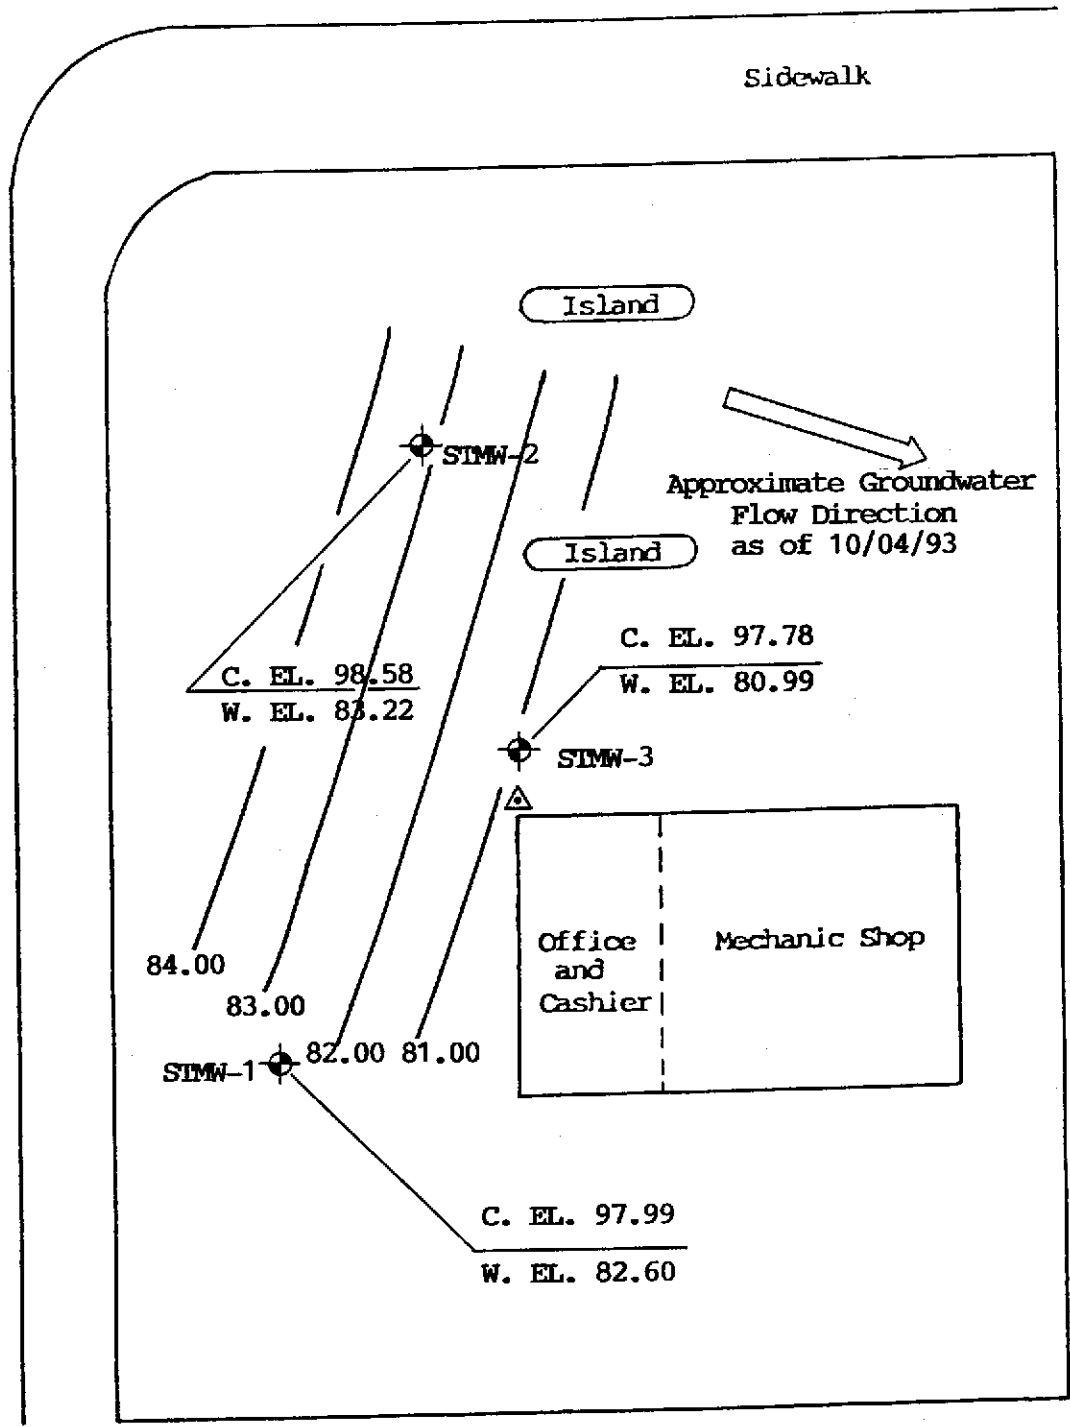 Sidewalk
Island
STMW-2
Approximate Groundwater
Flow Direction
as of 10/04/93
Island
C. EL. 97.78
W. EL. 80.99
C. EL. 98.58
W. EL. 83.22
STMW-3
Office
and
Cashier
Mechanic Shop
84.00
83.00
82.00
81.00
STMW-1
C. EL. 97.99
W. EL. 82.60